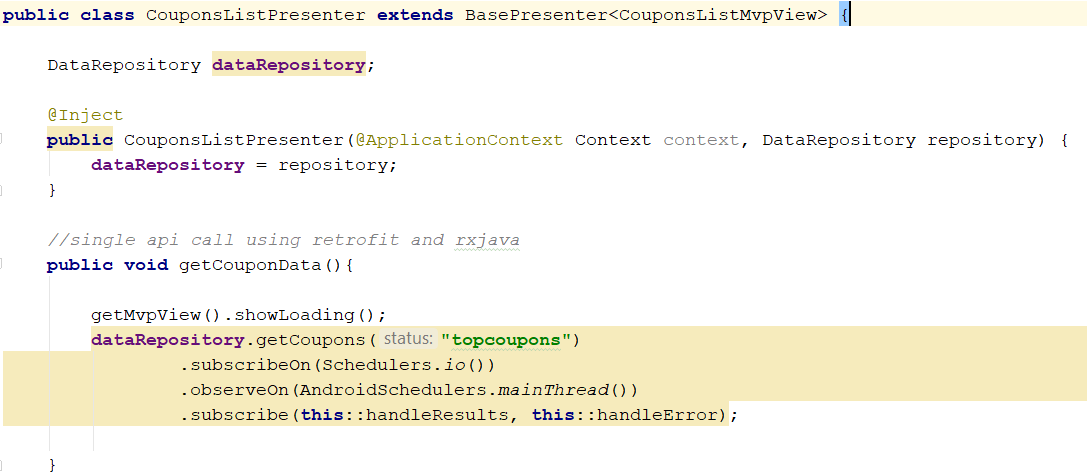 public class CouponsListPresenter extends BasePresenter<CouponsListMvpView> {
DataRepository dataRepository;
@Inject
public CouponsListPresenter(@ApplicationContext Context context, DataRepository repository) {
dataRepository = repository;
}
//single api call using retrofit and rxjava
public void getCouponData(){
getMvpView().showLoading();
dataRepository.getCoupons( status: "topcoupons")
.subscribeOn(Schedulers.io())
.observeOn(AndroidSchedulers.mainThread())
.subscribe(this::handleResults, this::handleError);
}